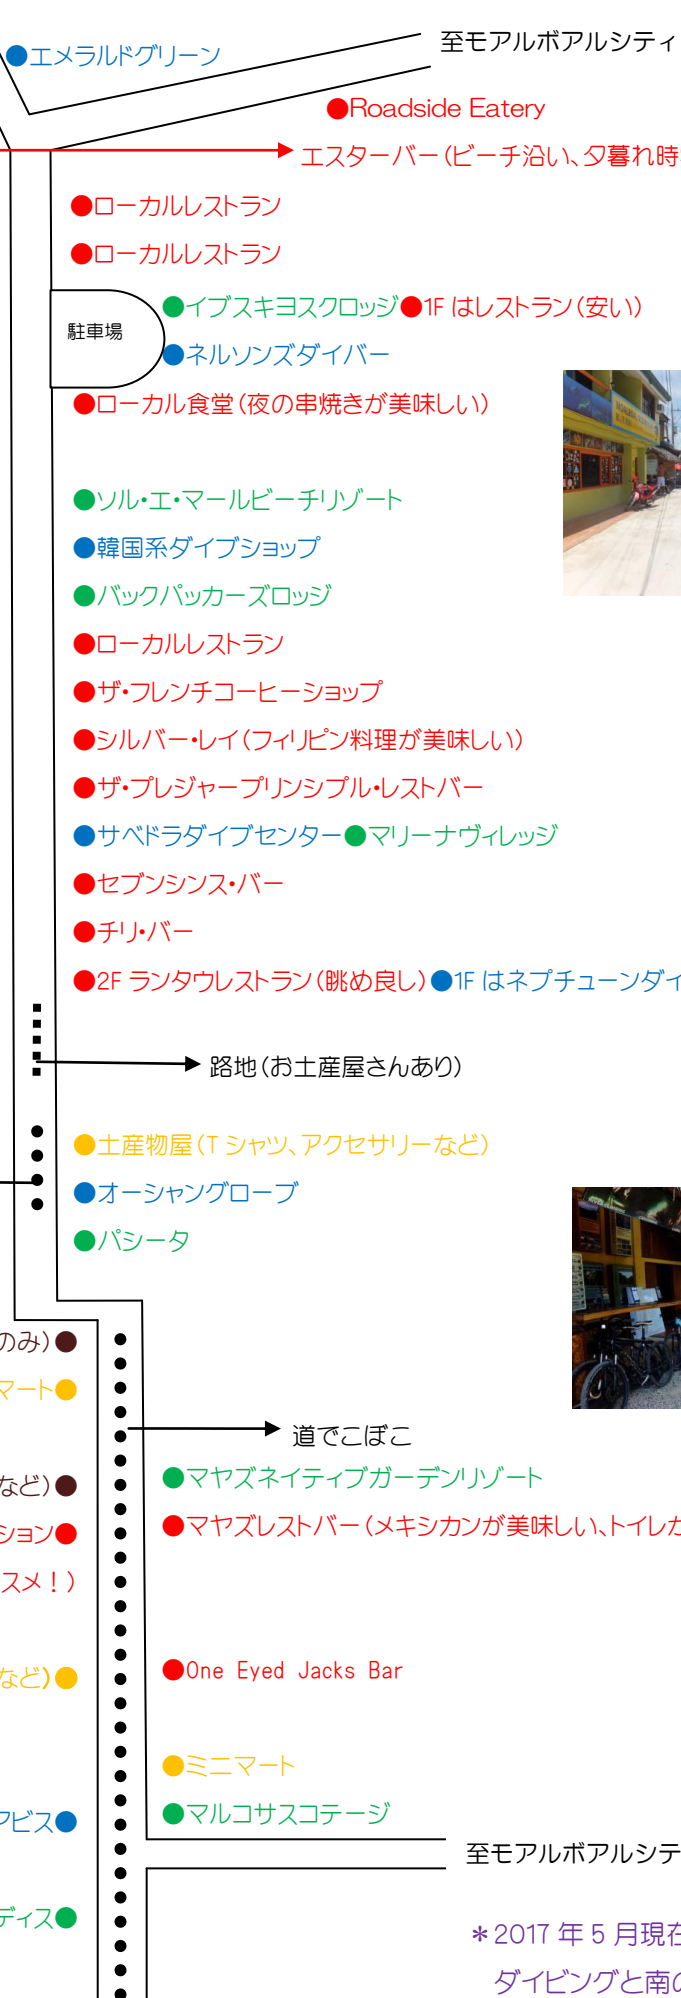 至モアルボアルシティ
●エメラルドグリーン
●Roadside Eatery
エスターバー（ビーチ沿い、夕暮れ時
●ローカルレストラン
●ローカルレストラン
●イブスキヨスクロッジ●1Fはレストラン（安い）
駐車場
●ネルソンズダイバー
●ローカル食堂（夜の串焼きが美味しい）
●ソル・エ・マールビーチリゾート
●韓国系ダイブショップ
●バックパッカーズロッジ
●ローカルレストラン
●ザ・フレンチコーヒーショップ
●シルバー・レイ（フィリピン料理が美味しい）
●ザ・プレジャープリンシプル・レストバー
●サベドラダイブセンター●マリーナヴィレッジ
●セブンシンス・バー
●チリ・バー
●2Fランタウレストラン（眺め良し）●1Fはネプチューンダイ
路地（お土産屋さんあり）
●土産物屋（Tシャツ、アクセサリーなど）
●オーシャングローブ
●パシータ
のみ）●
マート●
道でこぼこ
●マヤズネイティブガーデンリゾート
など）●
ション●
●マヤズレストバー（メキシカンが美味しい、トイレが
スメ！）
●One Eyed Jacks Bar
など）●
●ミニマート
●マルコサスコテージ
アビス●
至モアルボアルシテ
ディス●
＊2017年5月現在
ダイビングと南の